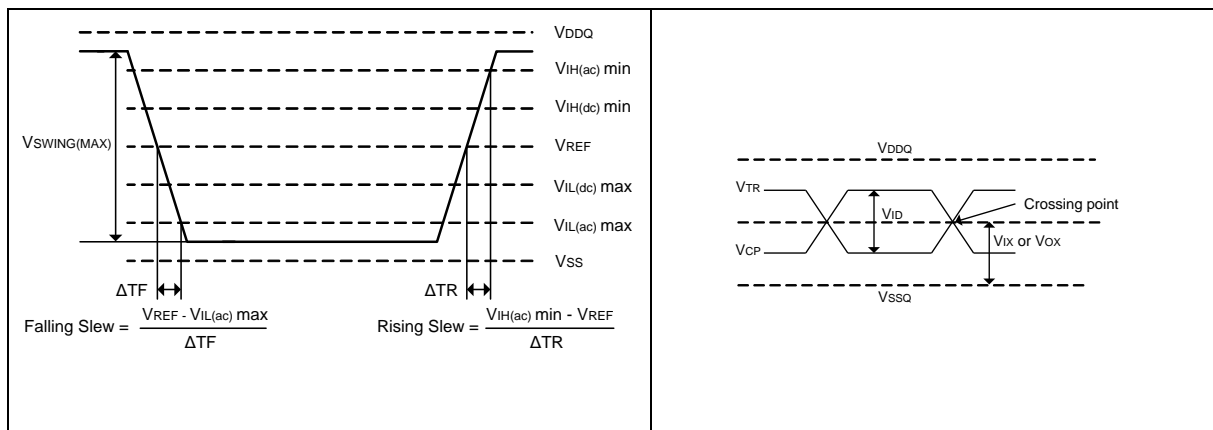 VDDQ
VIH(ac) min
VIH(dc) min
VSWING(MAX)
VREF
VIL(dc) max
VIL(ac) max
VSS
ΔTF
ΔTR
Falling Slew = VREF - VIL(ac) max
ΔTF
Rising Slew = VIH(ac) min - VREF
ΔTR
VDDQ
VTR
VID
Crossing point
VIX or VOX
VCP
VSSQ